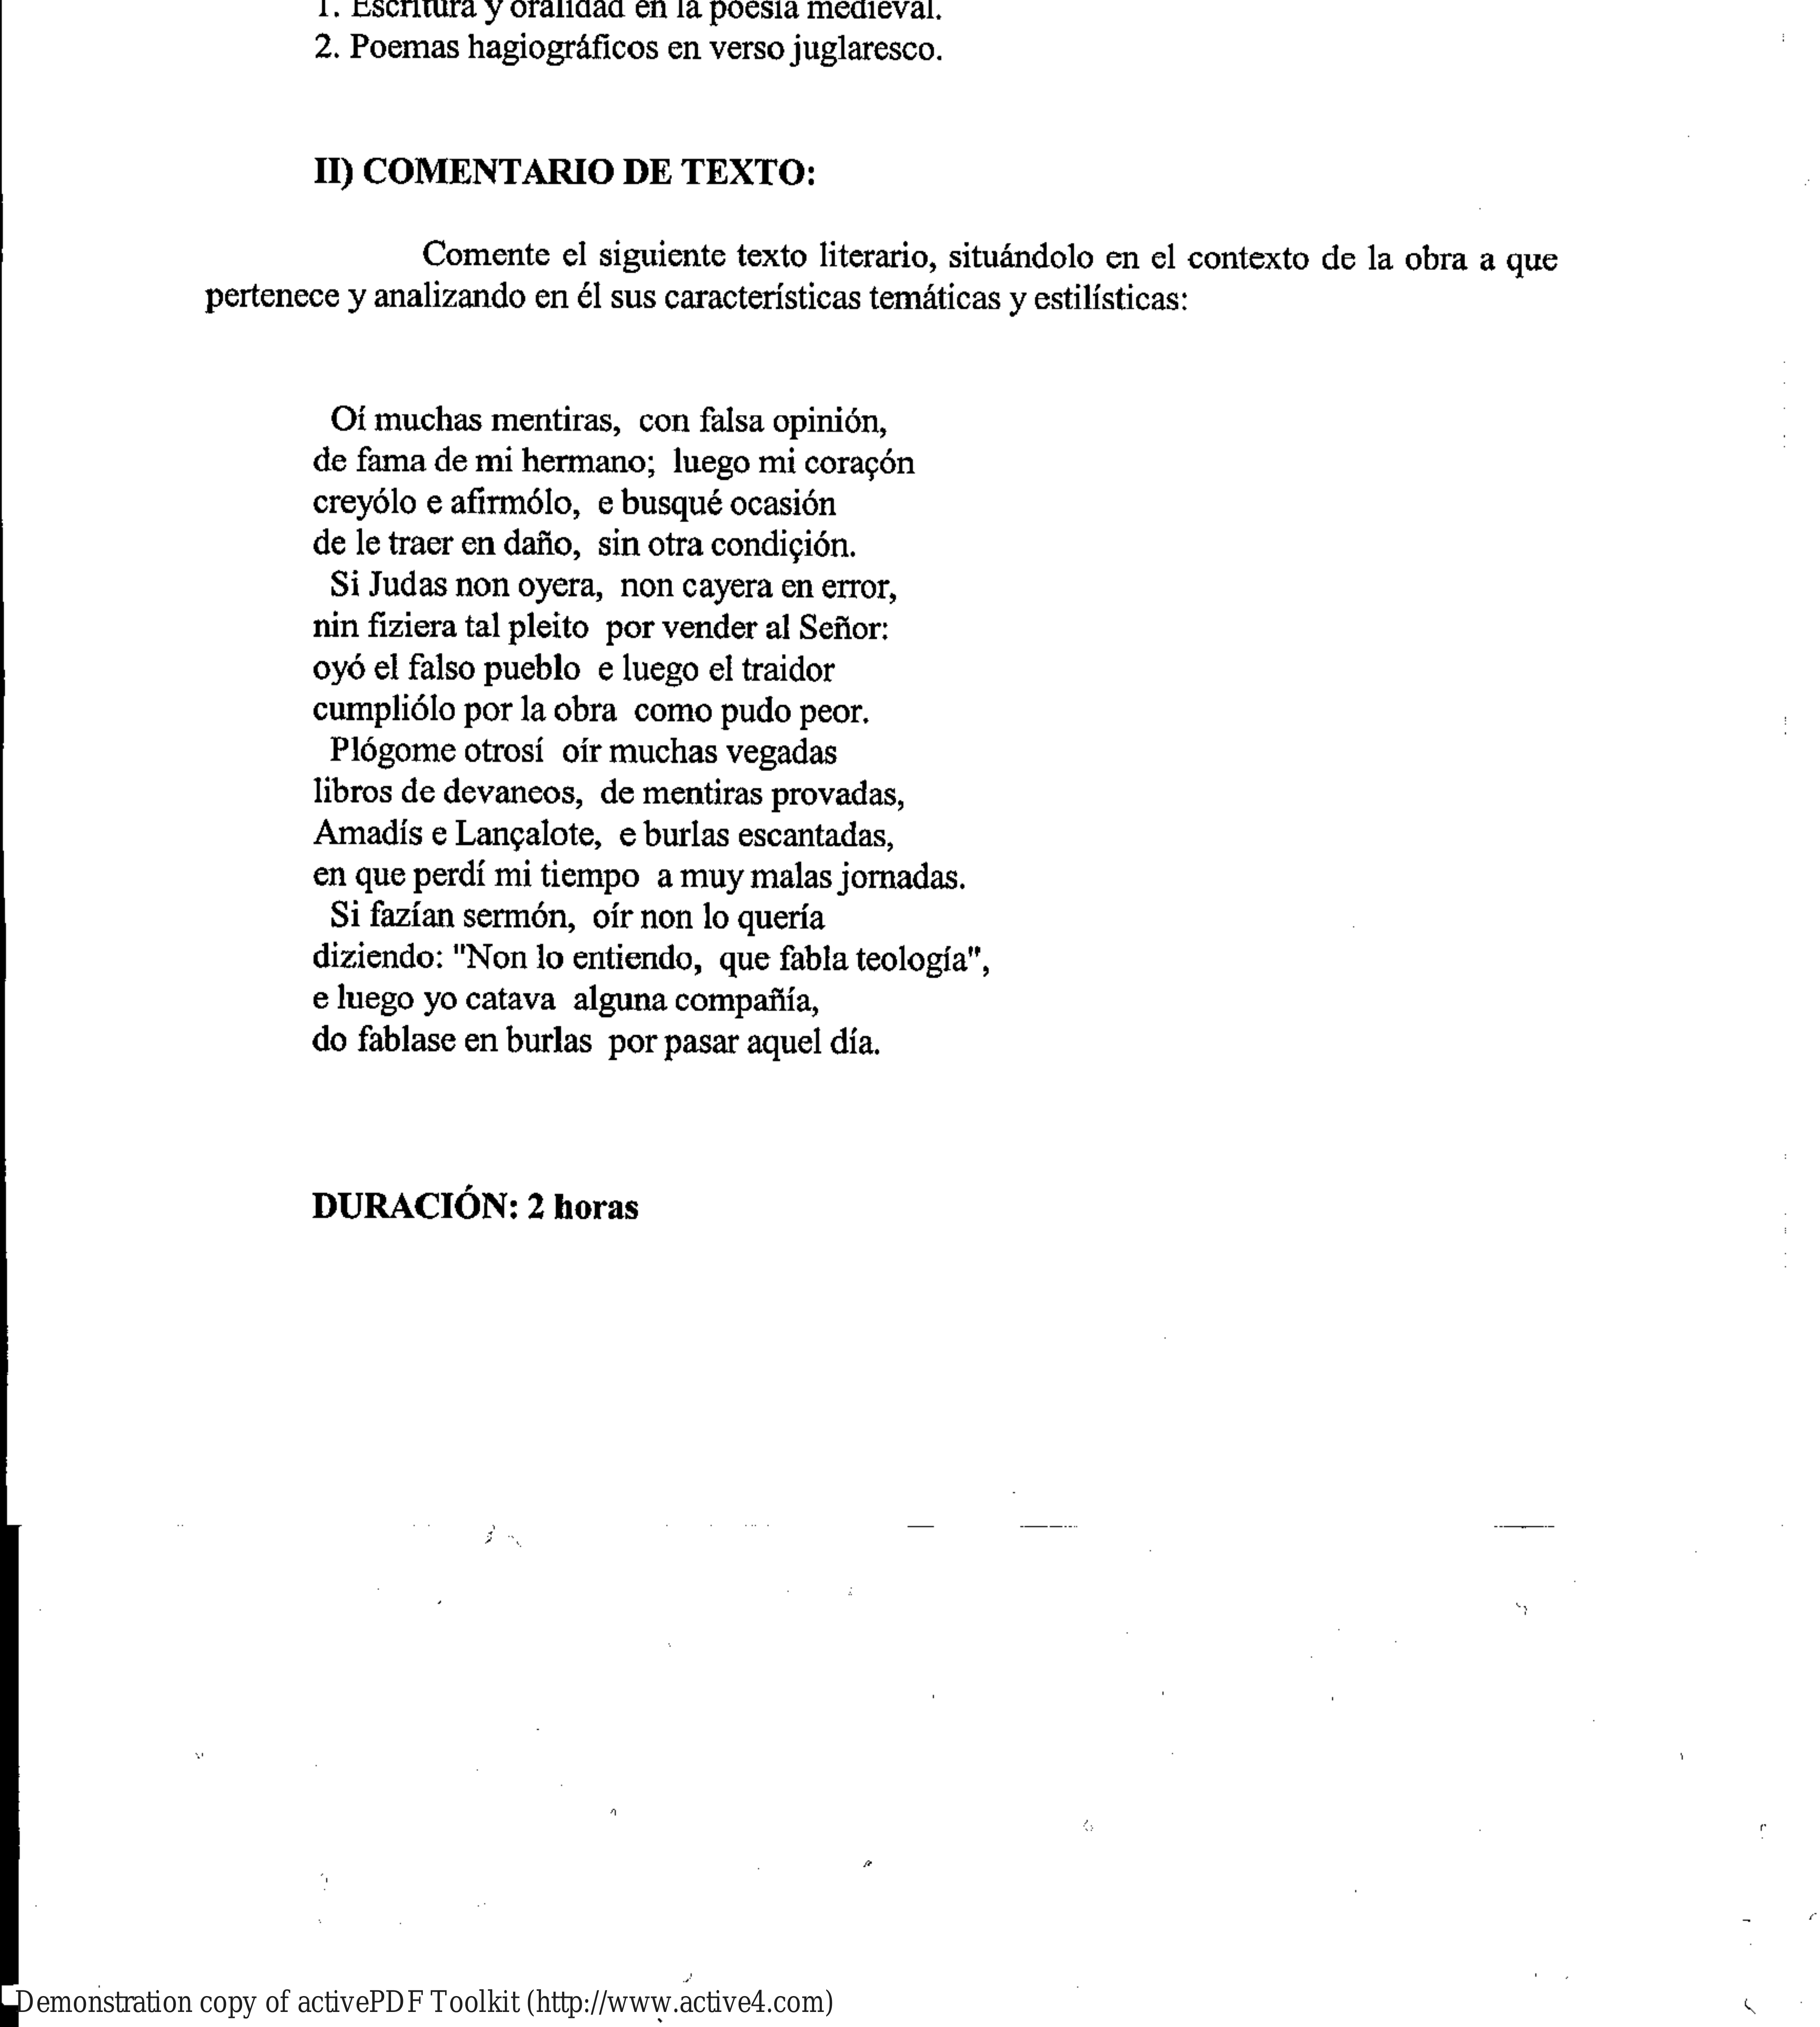 1. Escritura y oralidad en la poesía medieval.
2. Poemas hagiográficos en verso juglaresco.
II) COMENTARIO DE TEXTO:
Comente el siguiente texto literario, situándolo en el contexto de la obra a que
pertenece y analizando en él sus características temáticas y estilísticas:
Oí muchas mentiras, con falsa opinión,
de fama de mi hermano; luego mi coraçón
creyólo e afirmólo, e busqué ocasión
de le traer en daño, sin otra condiçión.
Si Judas non oyera, non cayera en error,
nin fiziera tal pleito por vender al Señor:
oyó el falso pueblo e luego el traidor
cumpliólo por la obra como pudo peor.
Plógome otrosí oír muchas vegadas
libros de devaneos, de mentiras provadas,
Amadís e Lançalote, e burlas escantadas,
en que perdí mi tiempo a muy malas jornadas.
Si fazían sermón, oír non lo quería
diziendo: "Non lo entiendo, que fabla teología",
e luego yo catava alguna compañía,
do fablase en burlas por pasar aquel día.
DURACIÓN: 2 horas
Demonstration copy of activePDF Toolkit (http://www.active4.com)